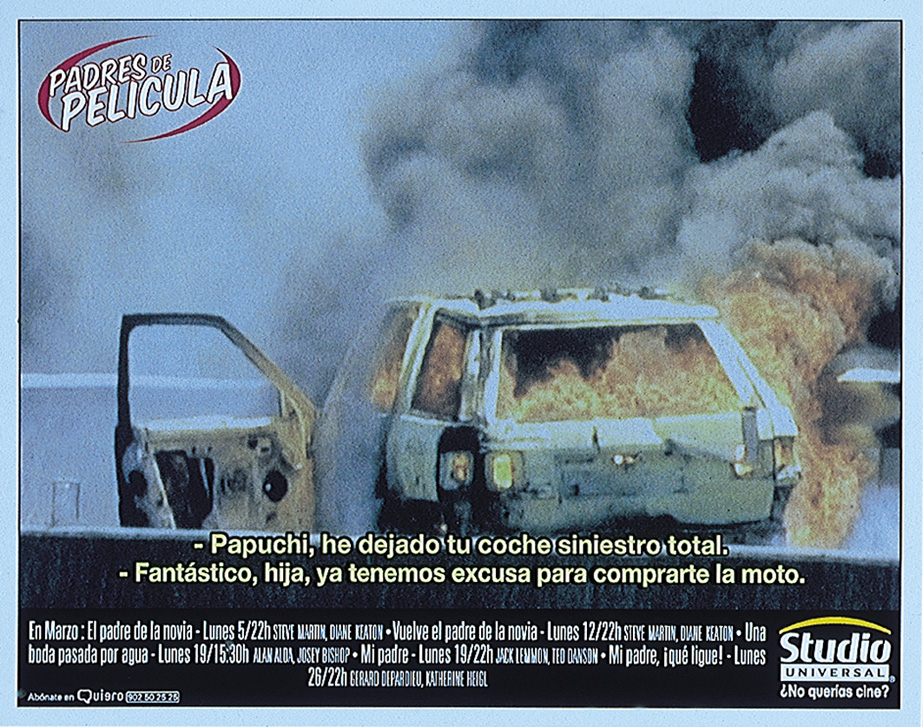 PADRES DE
PELICULA
- Papuchi, he dejado tu coche siniestro total.
- Fantástico, hija, ya tenemos excusa para comprarte la moto.
En Marzo: El padre de la novia - Lunes 5/22h STEVE MARTIN, DIANE KEATON • Vuelve el padre de la novia - Lunes 12/22h STEVE MARTIN, DIANE KEATON • Una
boda pasada por agua - Lunes 19/15:30h ALAN ALDA, JOSEY BISHOP • Mi padre - Lunes 19/22h JACK LEMMON, TED DANSON • Mi padre, ¡qué ligue! - Lunes
26/22h GERARD DEPARDIEU, KATHERINE HEIGL
Abónate en Quiero 902 50 25 25
Studio
UNIVERSAL®
¿No querías cine?